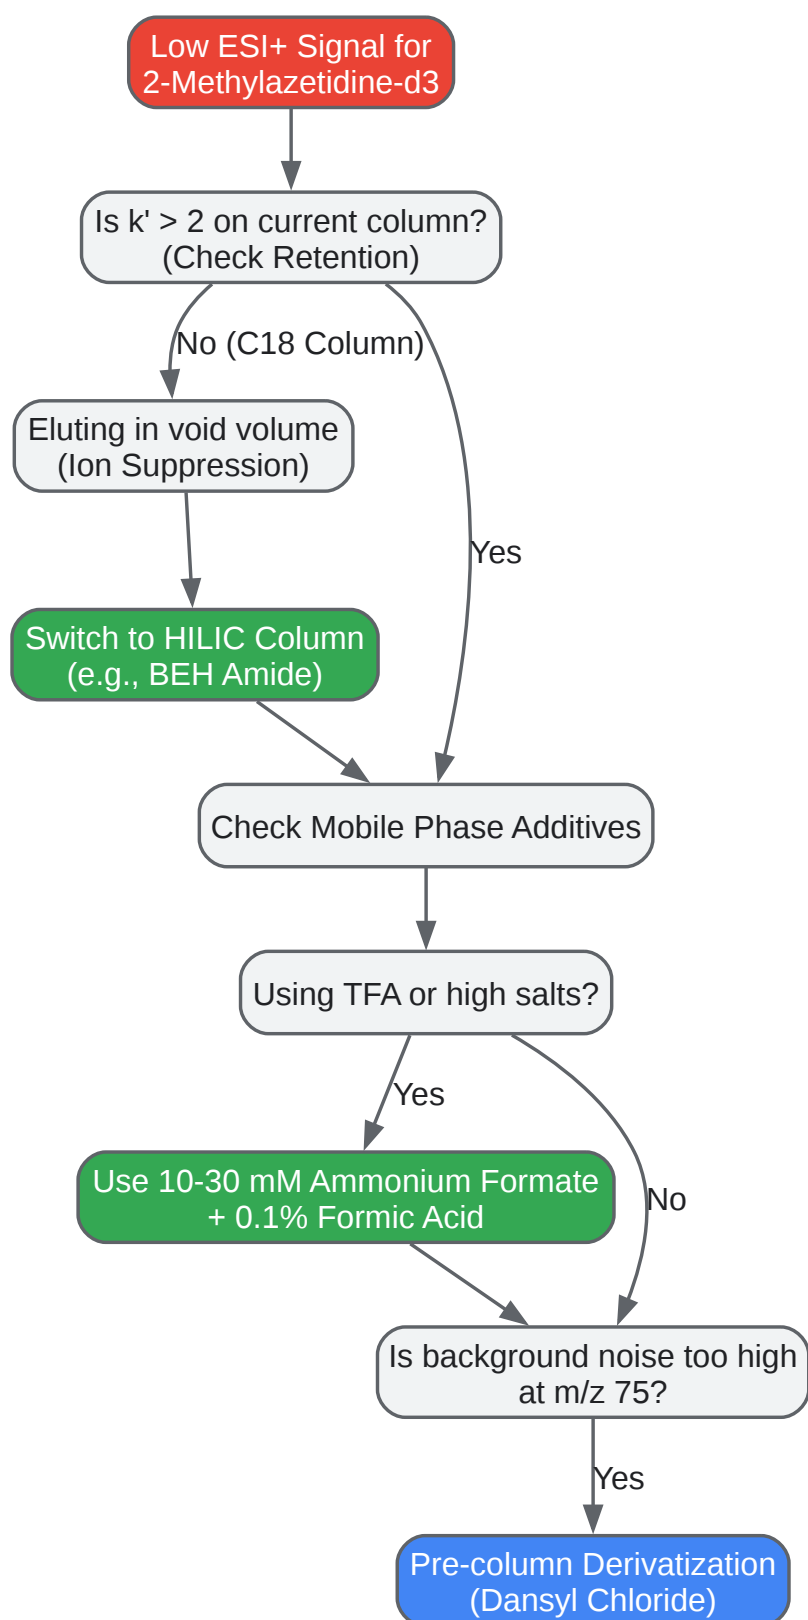 Low ESI+ Signal for
2-Methylazetidine-d3
Is k' > 2 on current column?
(Check Retention)
No (C18 Column)
Eluting in void volume
(Ion Suppression)
Yes
Switch to HILIC Column
(e.g., BEH Amide)
Check Mobile Phase Additives
Using TFA or high salts?
Yes
Use 10-30 mM Ammonium Formate
+ 0.1% Formic Acid
No
Is background noise too high
at m/z 75?
Yes
Pre-column Derivatization
(Dansyl Chloride)